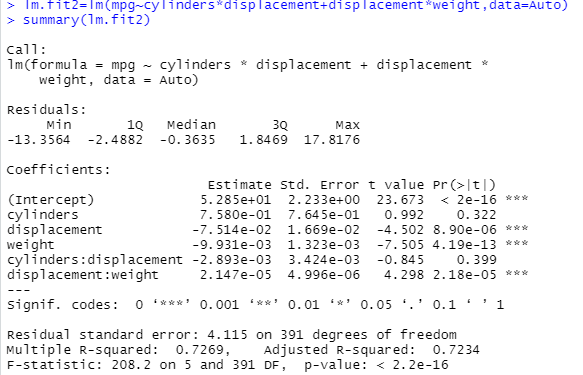 > lm.fit2=lm(mpg~cylinders*displacement+displacement*weight,data=Auto)
> summary(lm.fit2)

Call:
lm(formula = mpg ~ cylinders * displacement + displacement *
    weight, data = Auto)

Residuals:
     Min       1Q   Median       3Q      Max
-13.3564  -2.4882  -0.3635   1.8469  17.8176

Coefficients:
                         Estimate Std. Error t value Pr(>|t|)
(Intercept)             5.285e+01  2.233e+00  23.673  < 2e-16 ***
cylinders               7.580e-01  7.645e-01   0.992    0.322
displacement           -7.514e-02  1.669e-02  -4.502 8.90e-06 ***
weight                 -9.931e-03  1.323e-03  -7.505 4.19e-13 ***
cylinders:displacement -2.893e-03  3.424e-03  -0.845    0.399
displacement:weight     2.147e-05  4.996e-06   4.298 2.18e-05 ***
---
Signif. codes:  0 ‘***’ 0.001 ‘**’ 0.01 ‘*’ 0.05 ‘.’ 0.1 ‘ ’ 1

Residual standard error: 4.115 on 391 degrees of freedom
Multiple R-squared:  0.7269,    Adjusted R-squared:  0.7234
F-statistic: 208.2 on 5 and 391 DF,  p-value: < 2.2e-16